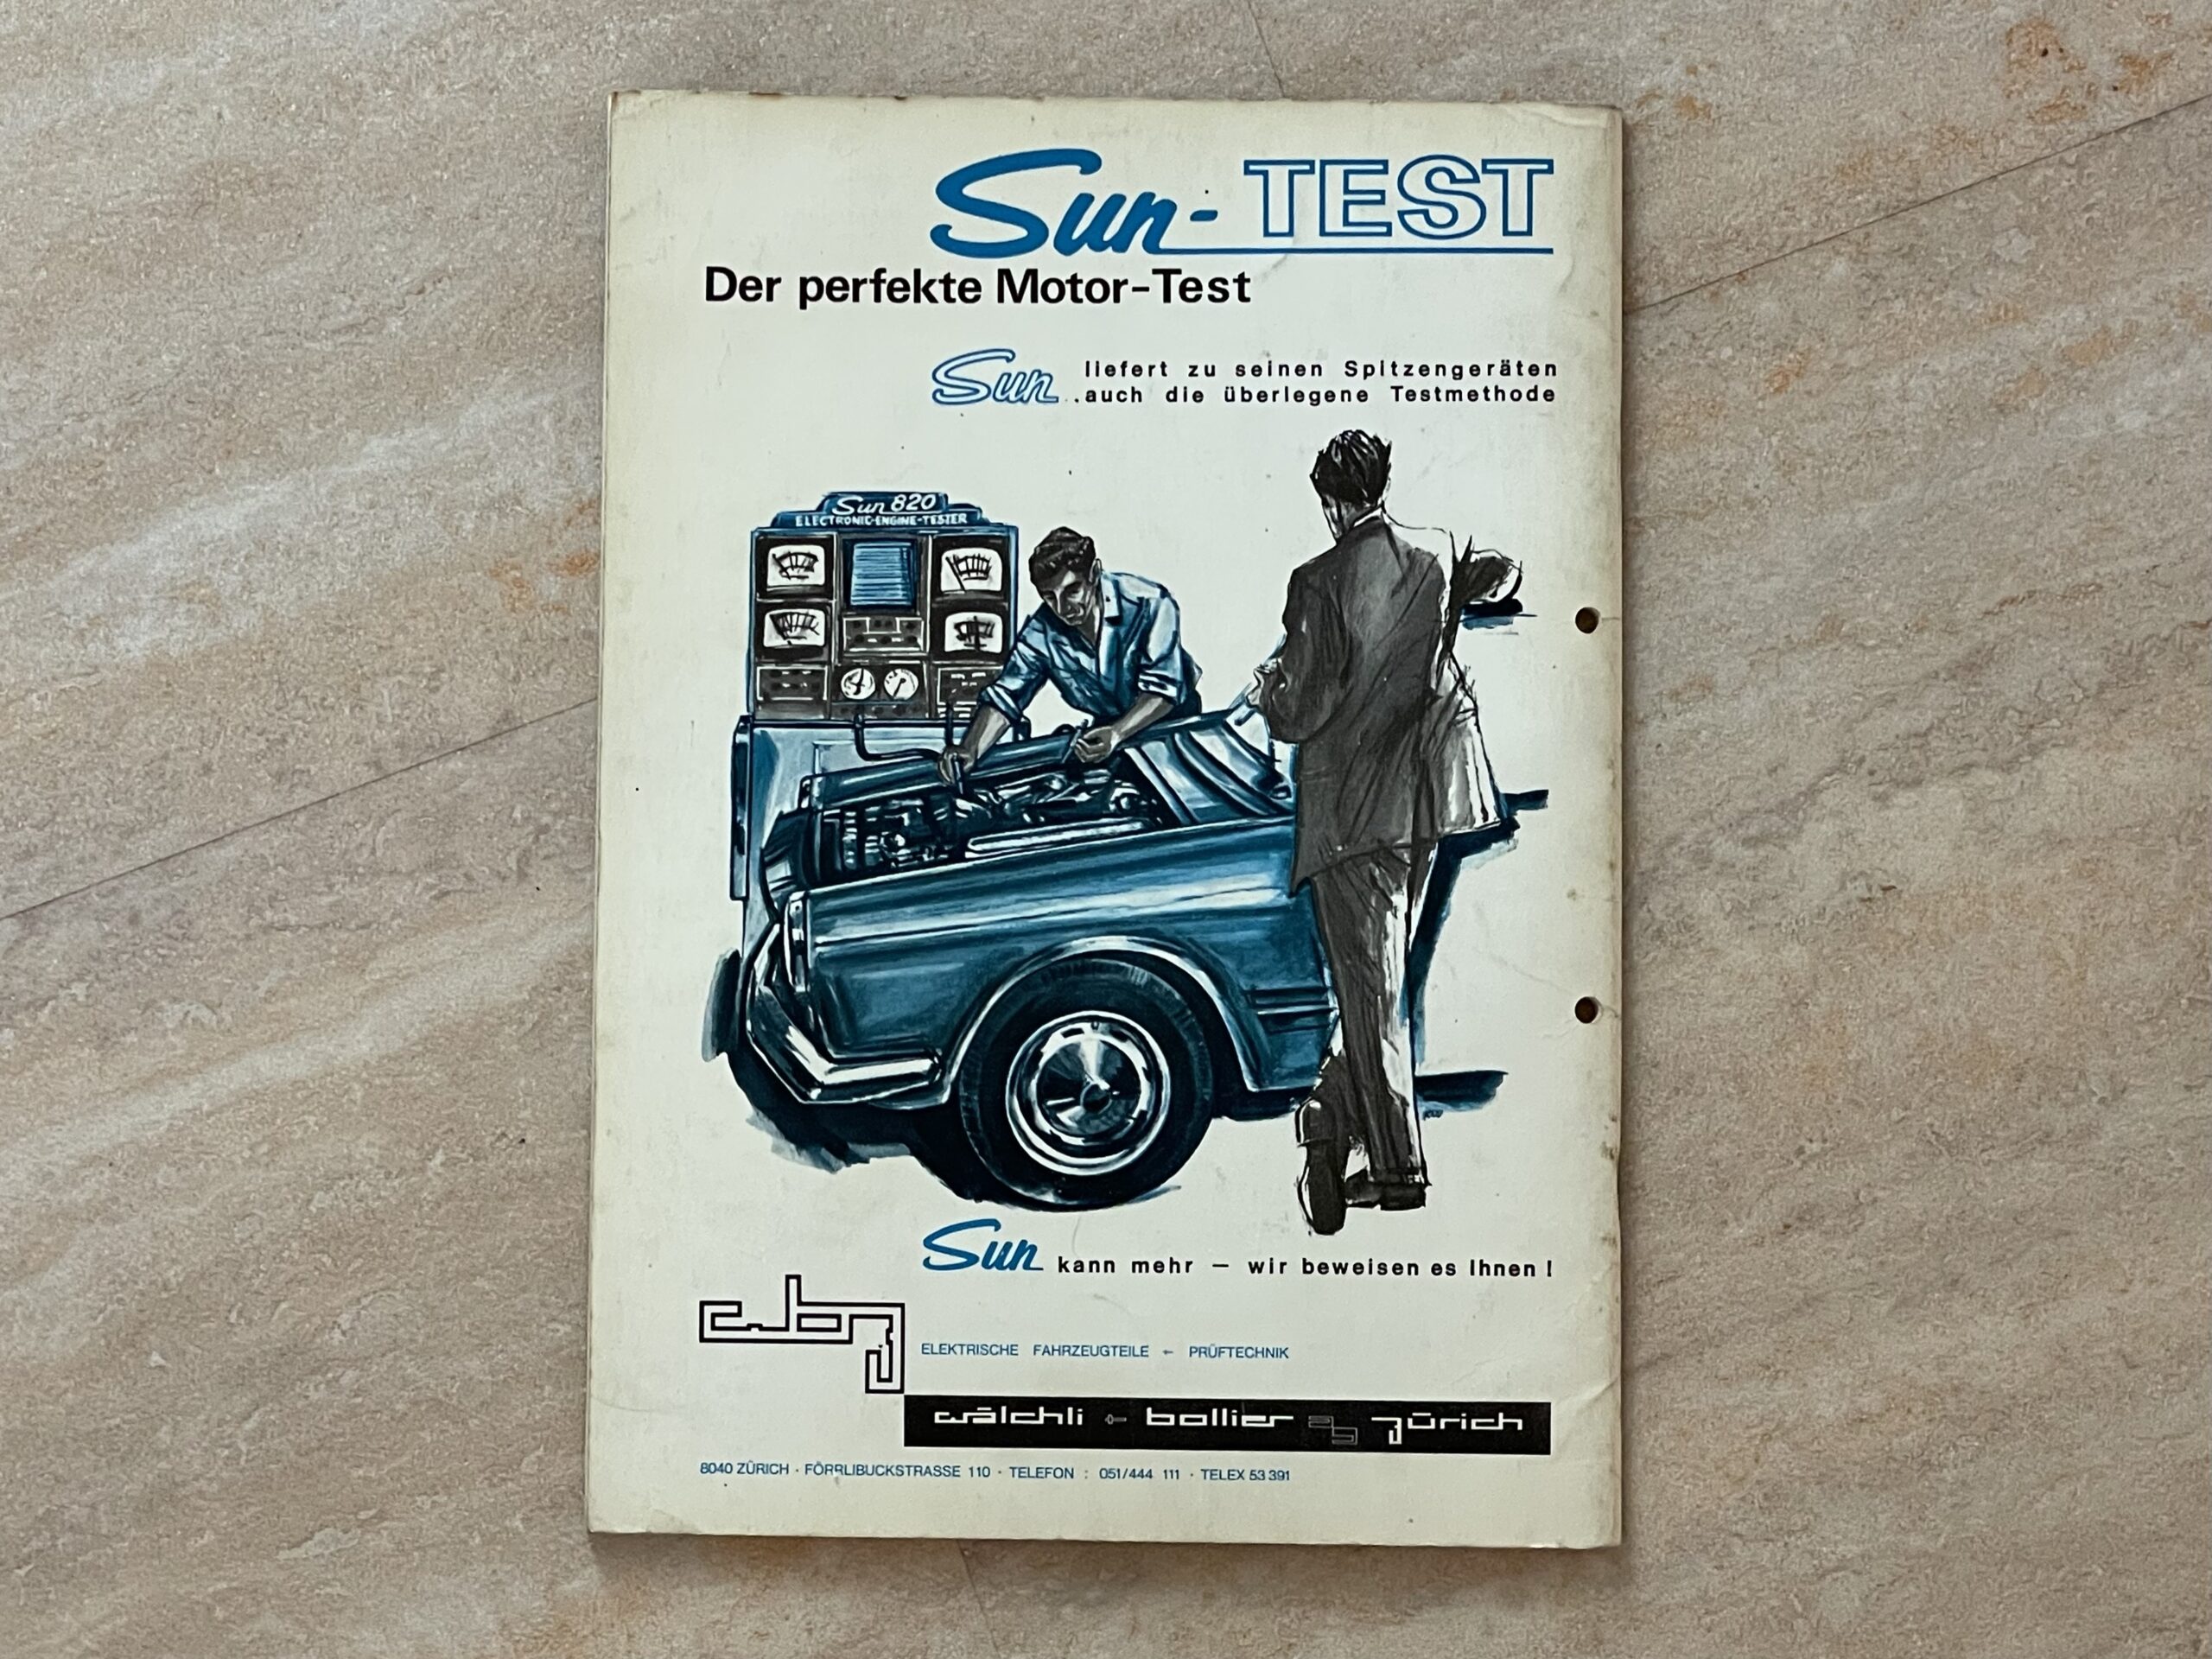 Sun-TEST
Der perfekte Motor-Test
Sun liefert zu seinen Spitzengeräten
auch die überlegene Testmethode
Sun 820
ELECTRONIC-ENGINE-TESTER
Sun kann mehr — wir beweisen es Ihnen !
wbz
ELEKTRISCHE FAHRZEUGTEILE + PRÜFTECHNIK
wälchli + bollier ag zürich
8040 ZÜRICH · FÖRRLIBUCKSTRASSE 110 · TELEFON : 051/444 111 · TELEX 53 391